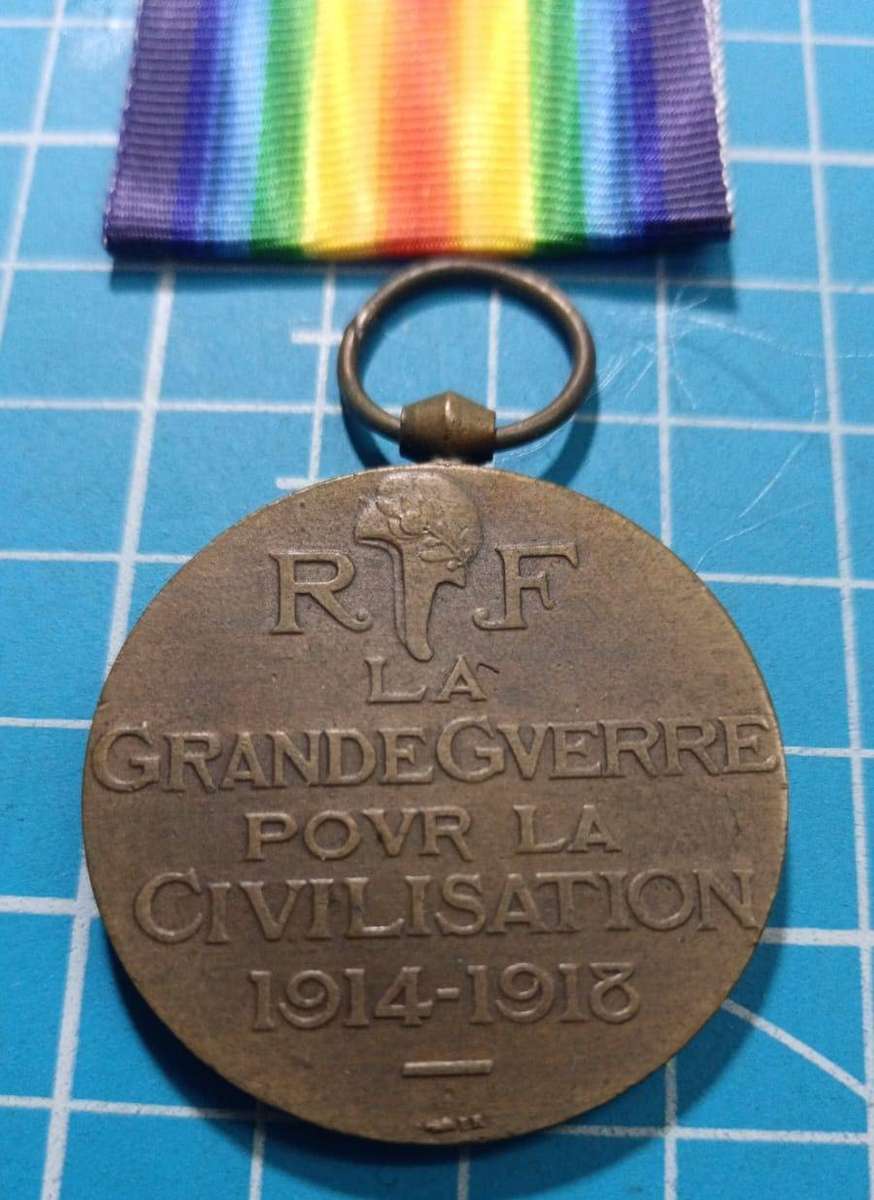 R F
LA
GRANDE GVERRE
POVR LA
CIVILISATION
1914-1918